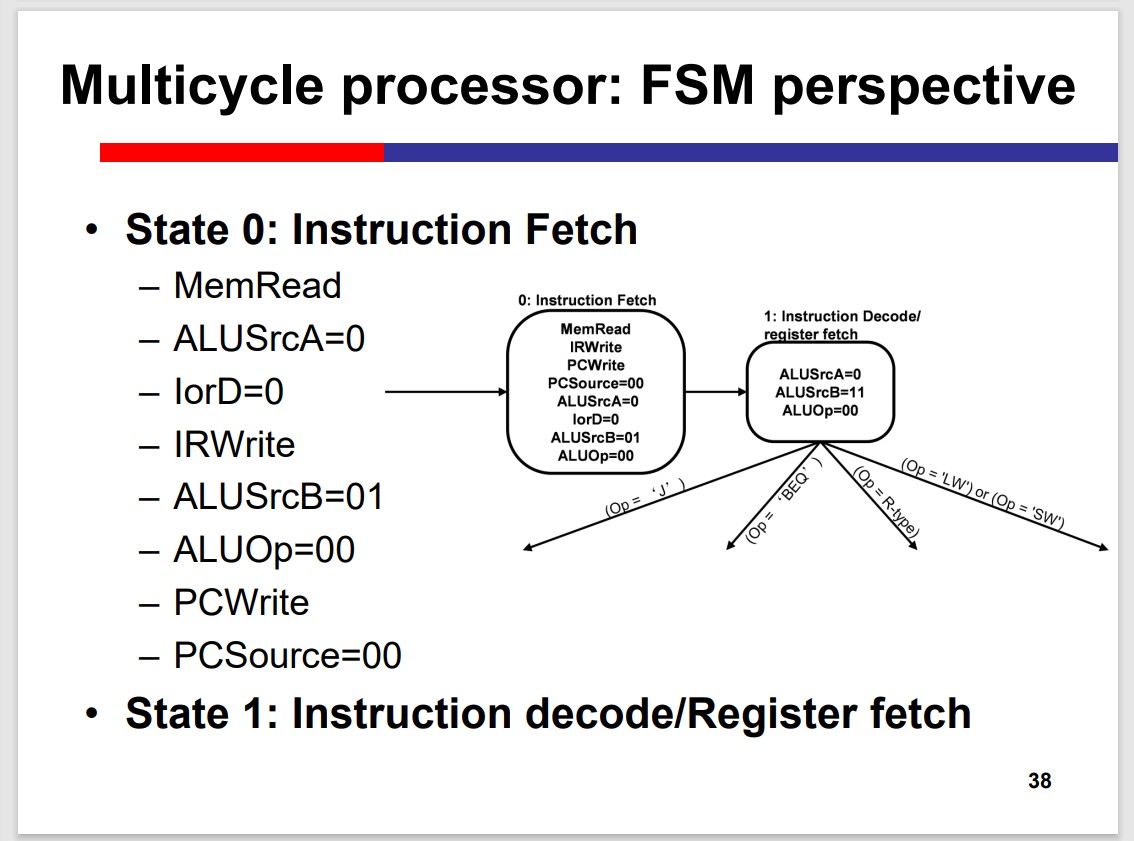 Multicycle processor: FSM perspective
• State 0: Instruction Fetch
– MemRead
– ALUSrcA=0
– IorD=0
– IRWrite
– ALUSrcB=01
– ALUOp=00
– PCWrite
– PCSource=00
0: Instruction Fetch
MemRead
IRWrite
PCWrite
PCSource=00
ALUSrcA=0
IorD=0
ALUSrcB=01
ALUOp=00
1: Instruction Decode/
register fetch
ALUSrcA=0
ALUSrcB=11
ALUOp=00
(Op = ‘J’ )
(Op = ‘BEQ’ )
(Op = R-type)
(Op = 'LW') or (Op = 'SW')
• State 1: Instruction decode/Register fetch
38